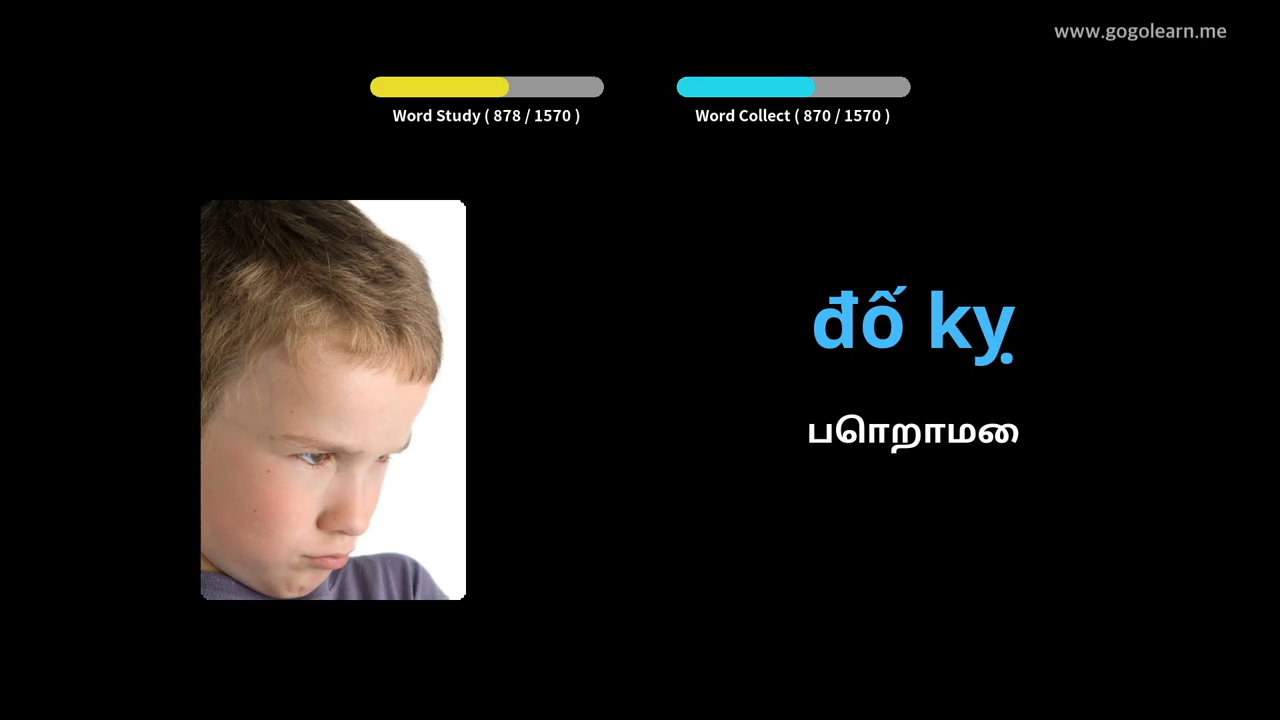 www.gogolearn.me
Word Study ( 878 / 1570 )
Word Collect ( 870 / 1570 )
đố kỵ
பொறாமை